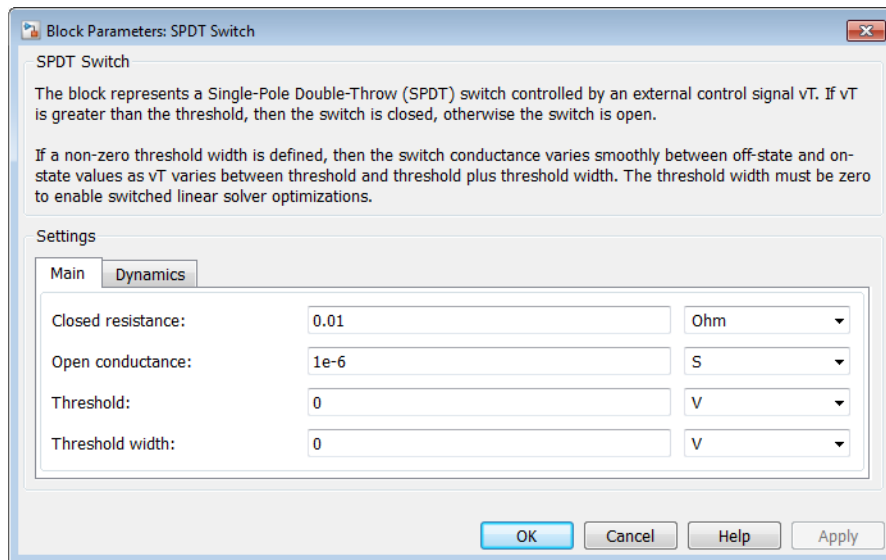 Block Parameters: SPDT Switch
SPDT Switch
The block represents a Single-Pole Double-Throw (SPDT) switch controlled by an external control signal vT. If vT
is greater than the threshold, then the switch is closed, otherwise the switch is open.
If a non-zero threshold width is defined, then the switch conductance varies smoothly between off-state and on-
state values as vT varies between threshold and threshold plus threshold width. The threshold width must be zero
to enable switched linear solver optimizations.
Settings
Main Dynamics
Closed resistance: 0.01 Ohm
Open conductance: 1e-6 S
Threshold: 0 V
Threshold width: 0 V
OK Cancel Help Apply